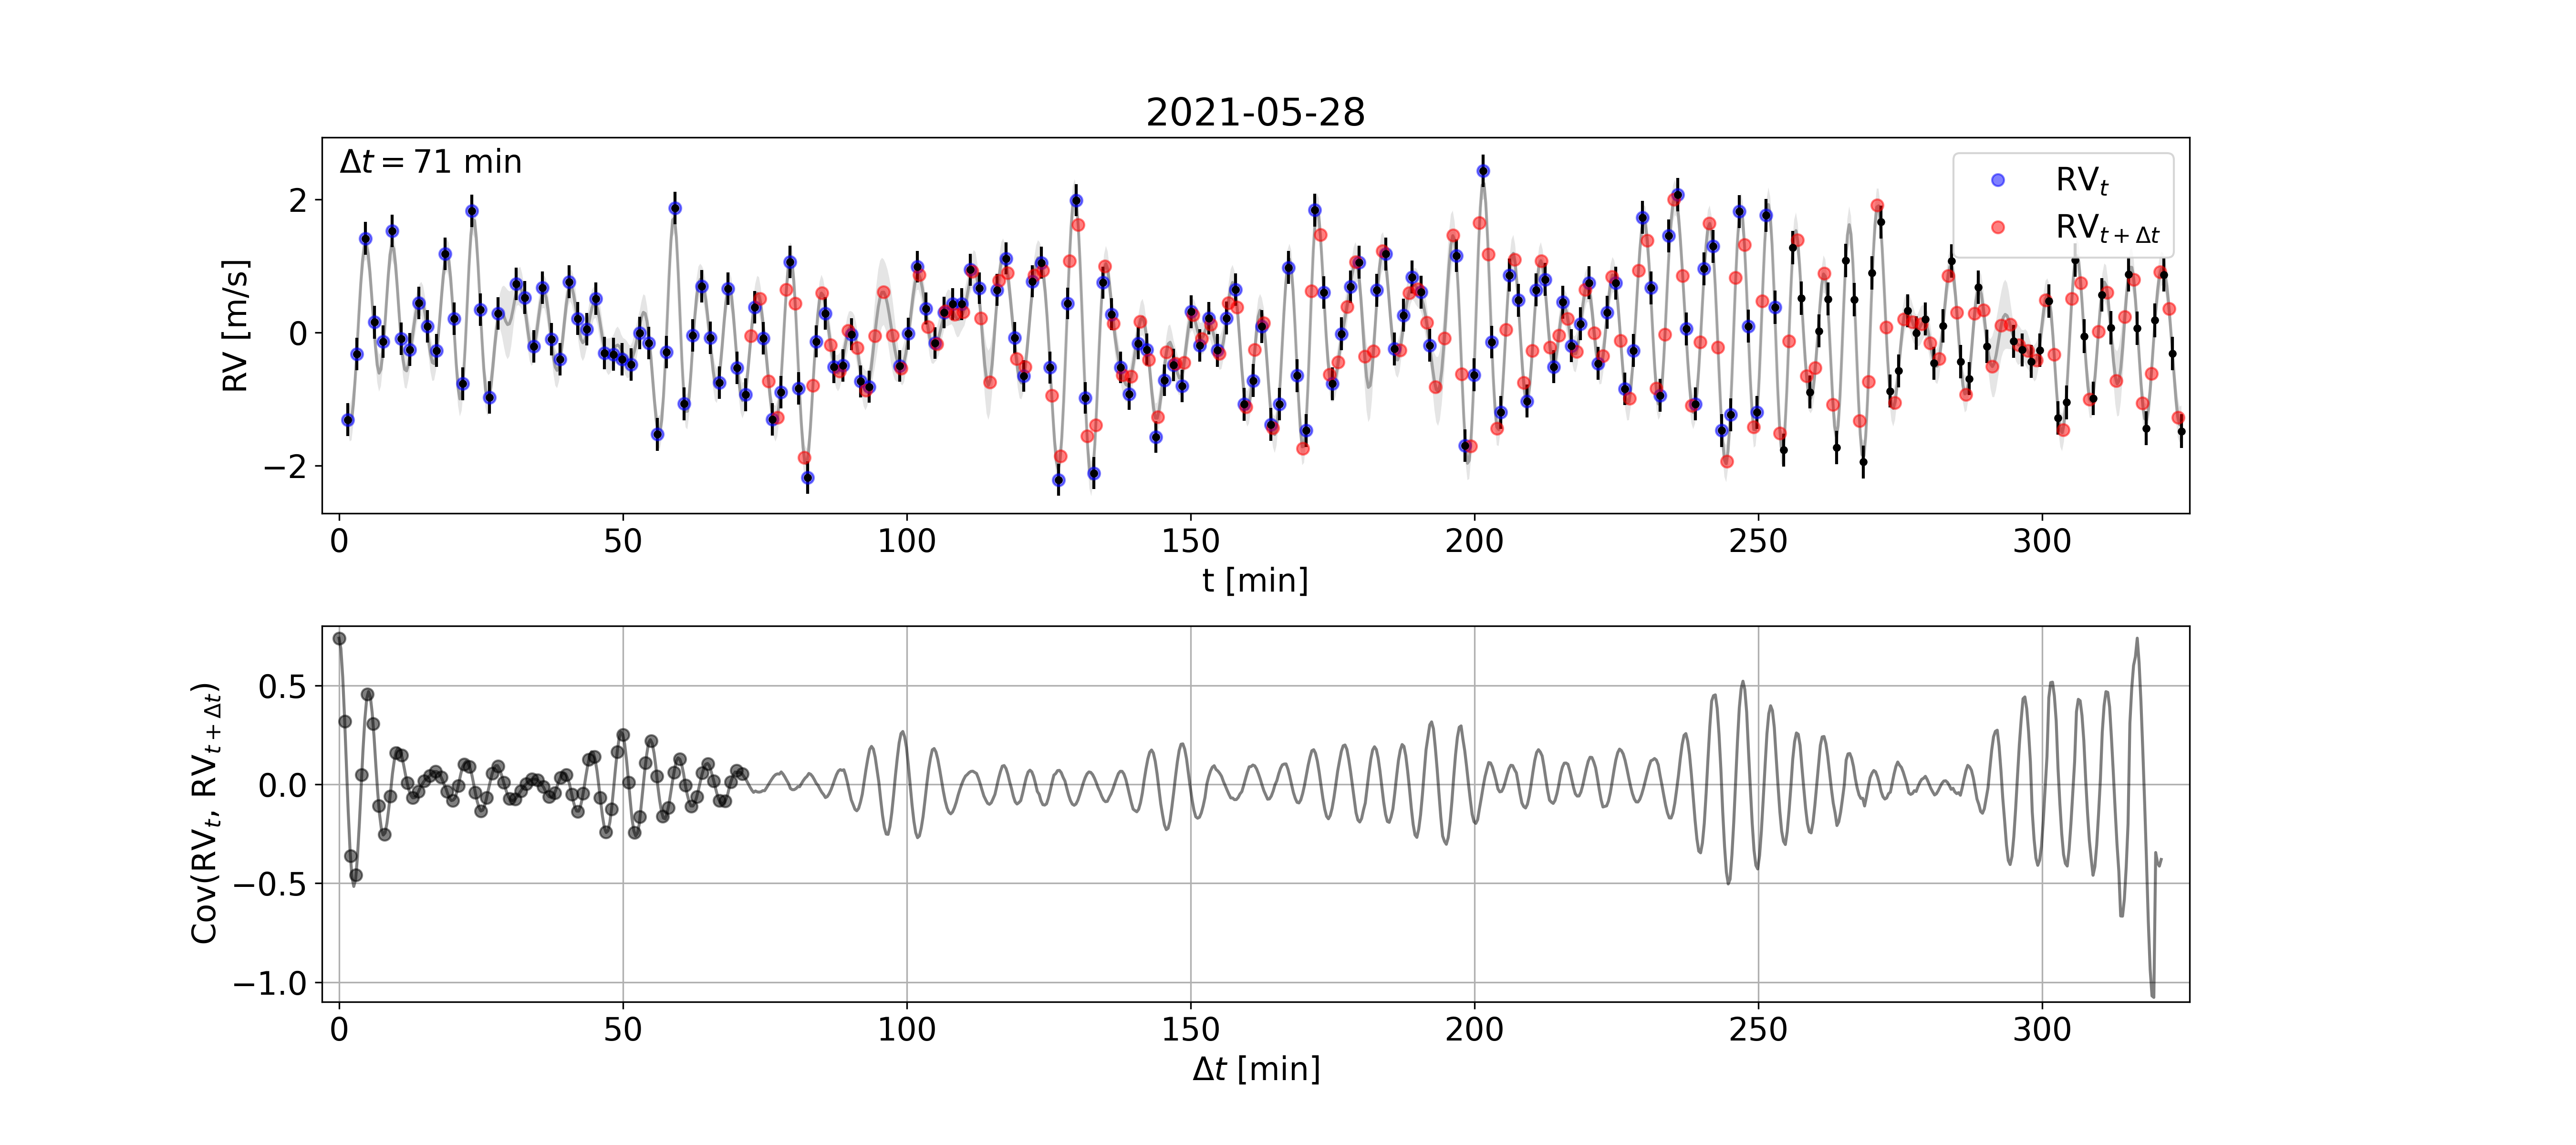 2021-05-28
Δt = 71 min
RV_t
RV_{t+Δt}
2
0
−2
RV [m/s]
0 50 100 150 200 250 300
t [min]
0.5
0.0
−0.5
−1.0
Cov(RV_t, RV_{t+Δt})
0 50 100 150 200 250 300
Δt [min]